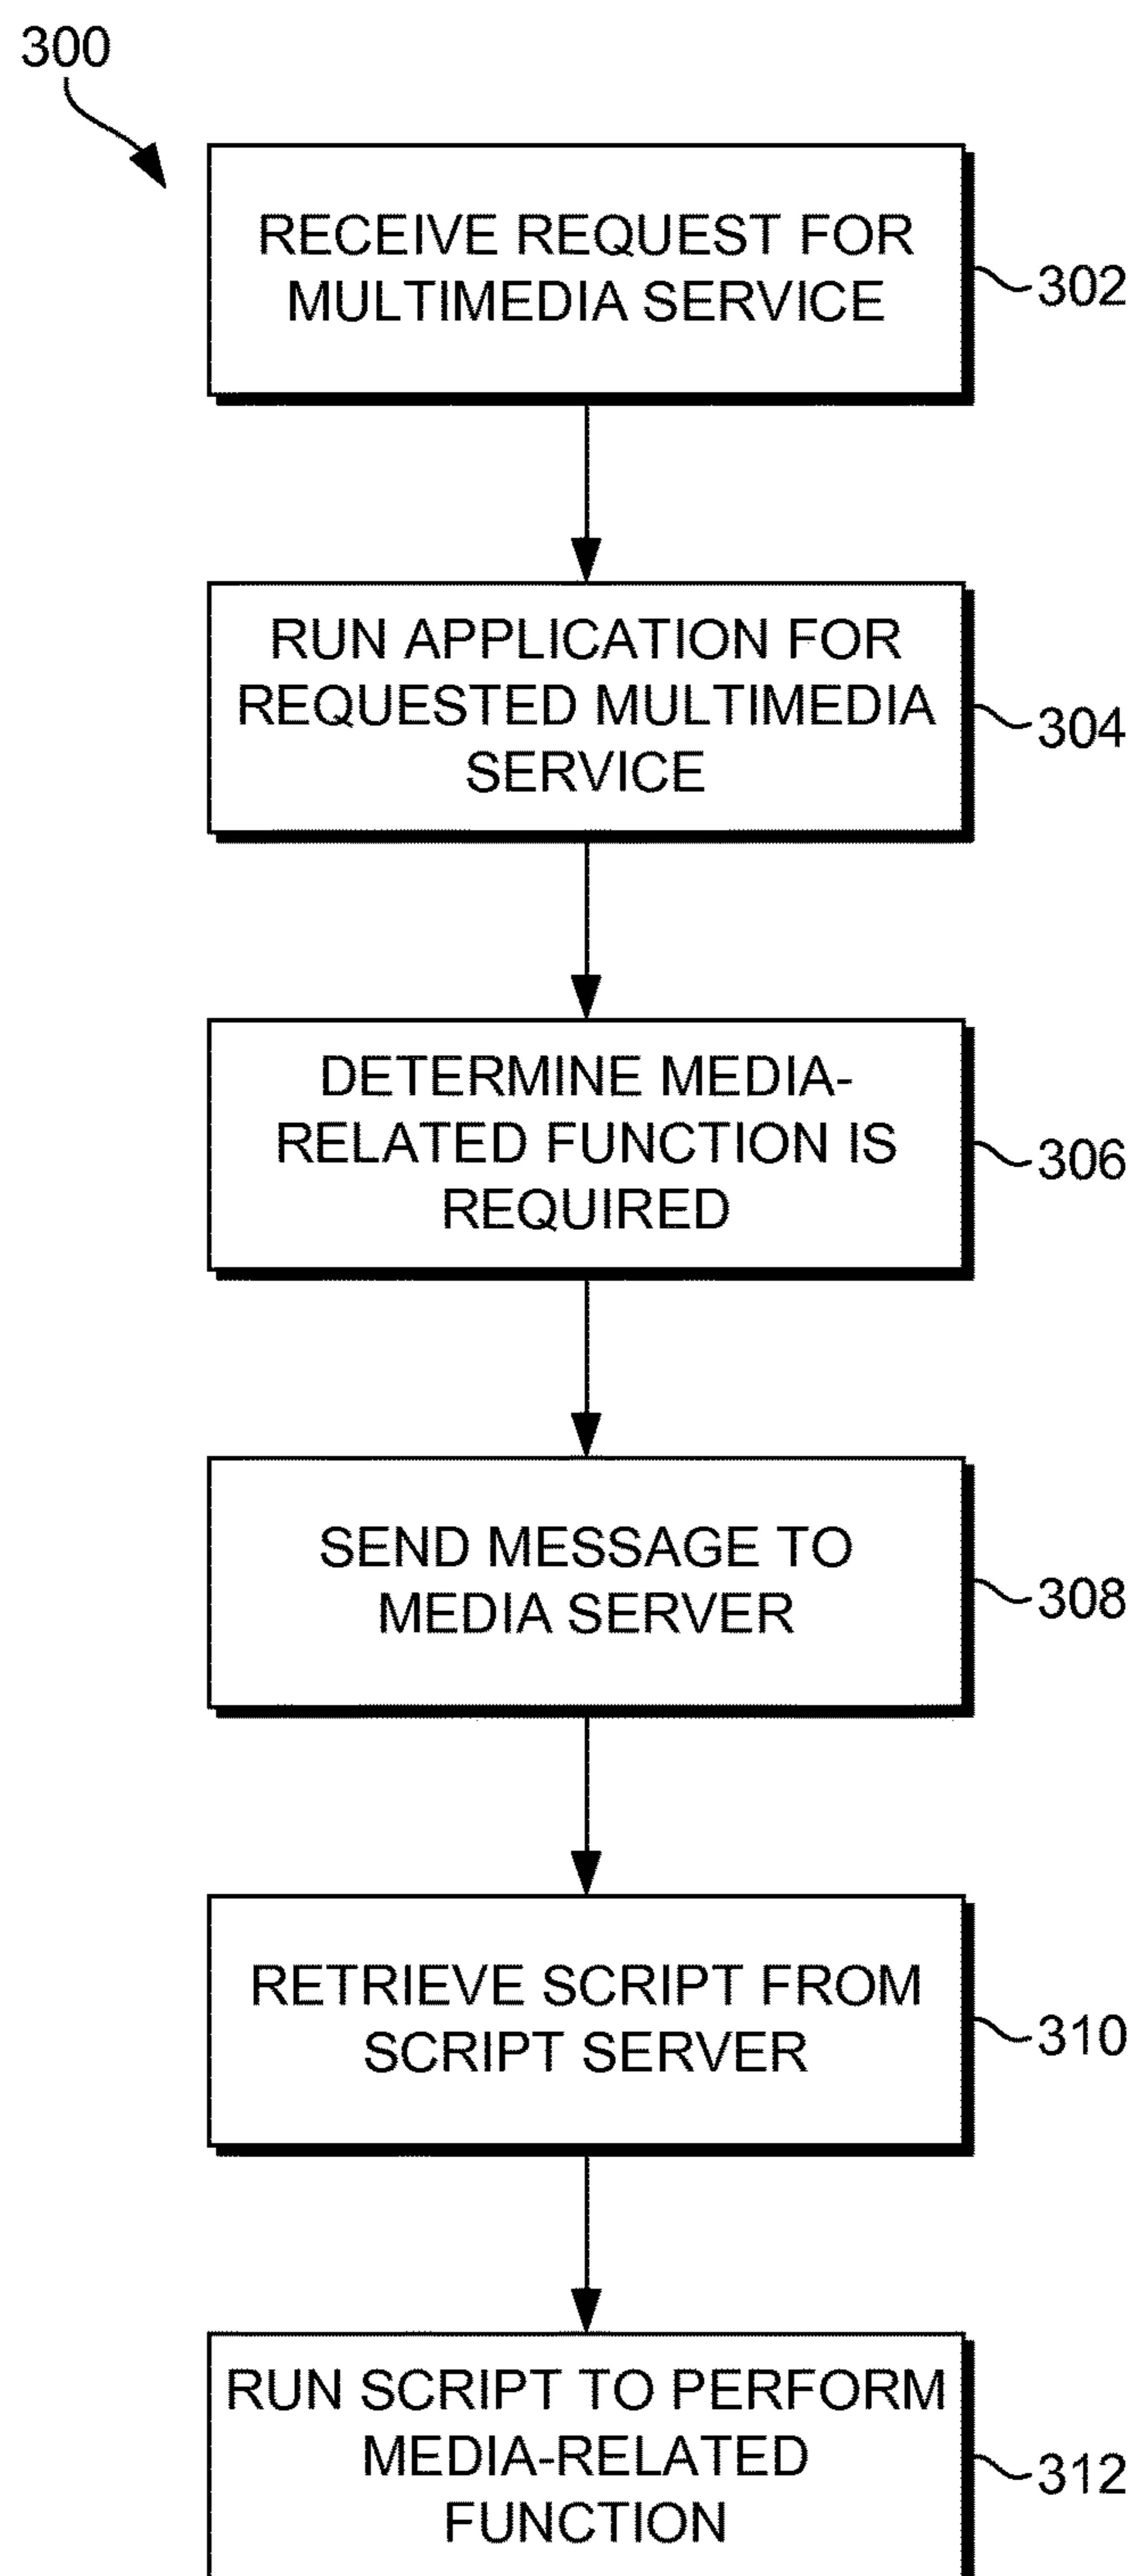 300
RECEIVE REQUEST FOR
MULTIMEDIA SERVICE
302
RUN APPLICATION FOR
REQUESTED MULTIMEDIA
SERVICE
304
DETERMINE MEDIA-
RELATED FUNCTION IS
REQUIRED
306
SEND MESSAGE TO
MEDIA SERVER
308
RETRIEVE SCRIPT FROM
SCRIPT SERVER
310
RUN SCRIPT TO PERFORM
MEDIA-RELATED
FUNCTION
312